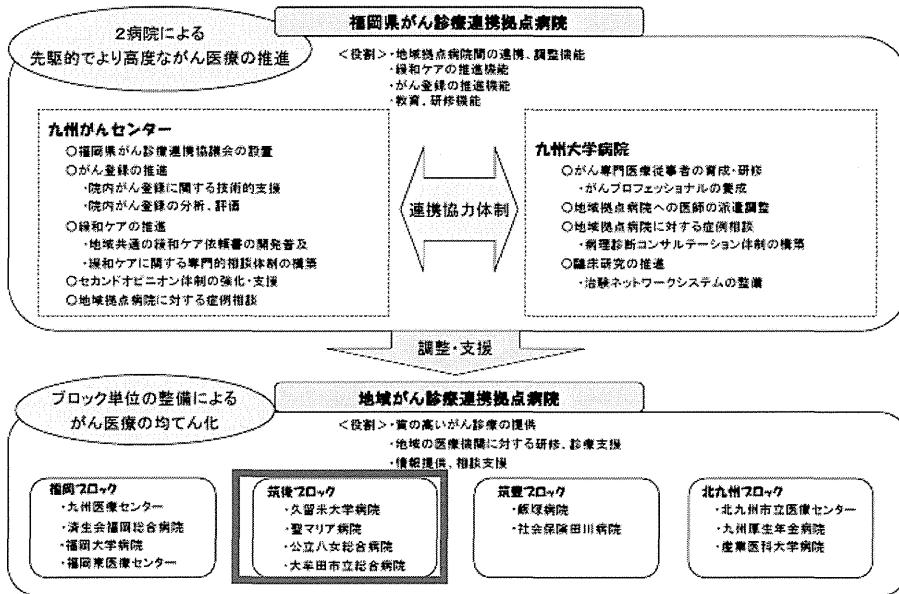 福岡県がん診療連携拠点病院
2病院による
先駆的でより高度ながん医療の推進
<役割>・地域拠点病院間の連携、調整機能
・緩和ケアの推進機能
・がん登録の推進機能
・教育、研修機能
九州がんセンター
○福岡県がん診療連携協議会の設置
○がん登録の推進
・院内がん登録に関する技術的支援
・院内がん登録の分析、評価
○緩和ケアの推進
・地域共通の緩和ケア依頼書の開発普及
・緩和ケアに関する専門的相談体制の構築
○セカンドオピニオン体制の強化・支援
○地域拠点病院に対する症例相談
連携協力体制
九州大学病院
○がん専門医療従事者の育成・研修
・がんプロフェッショナルの養成
○地域拠点病院への医師の派遣調整
○地域拠点病院に対する症例相談
・病理診断コンサルテーション体制の構築
○臨床研究の推進
・治験ネットワークシステムの整備
調整・支援
ブロック単位の整備による
がん医療の均てん化
地域がん診療連携拠点病院
<役割>・質の高いがん診療の提供
・地域の医療機関に対する研修、診療支援
・情報提供、相談支援
福岡ブロック
・九州医療センター
・済生会福岡総合病院
・福岡大学病院
・福岡東医療センター
筑後ブロック
・久留米大学病院
・聖マリア病院
・公立八女総合病院
・大牟田市立総合病院
筑豊ブロック
・飯塚病院
・社会保険田川病院
北九州ブロック
・北九州市立医療センター
・九州厚生年金病院
・産業医科大学病院